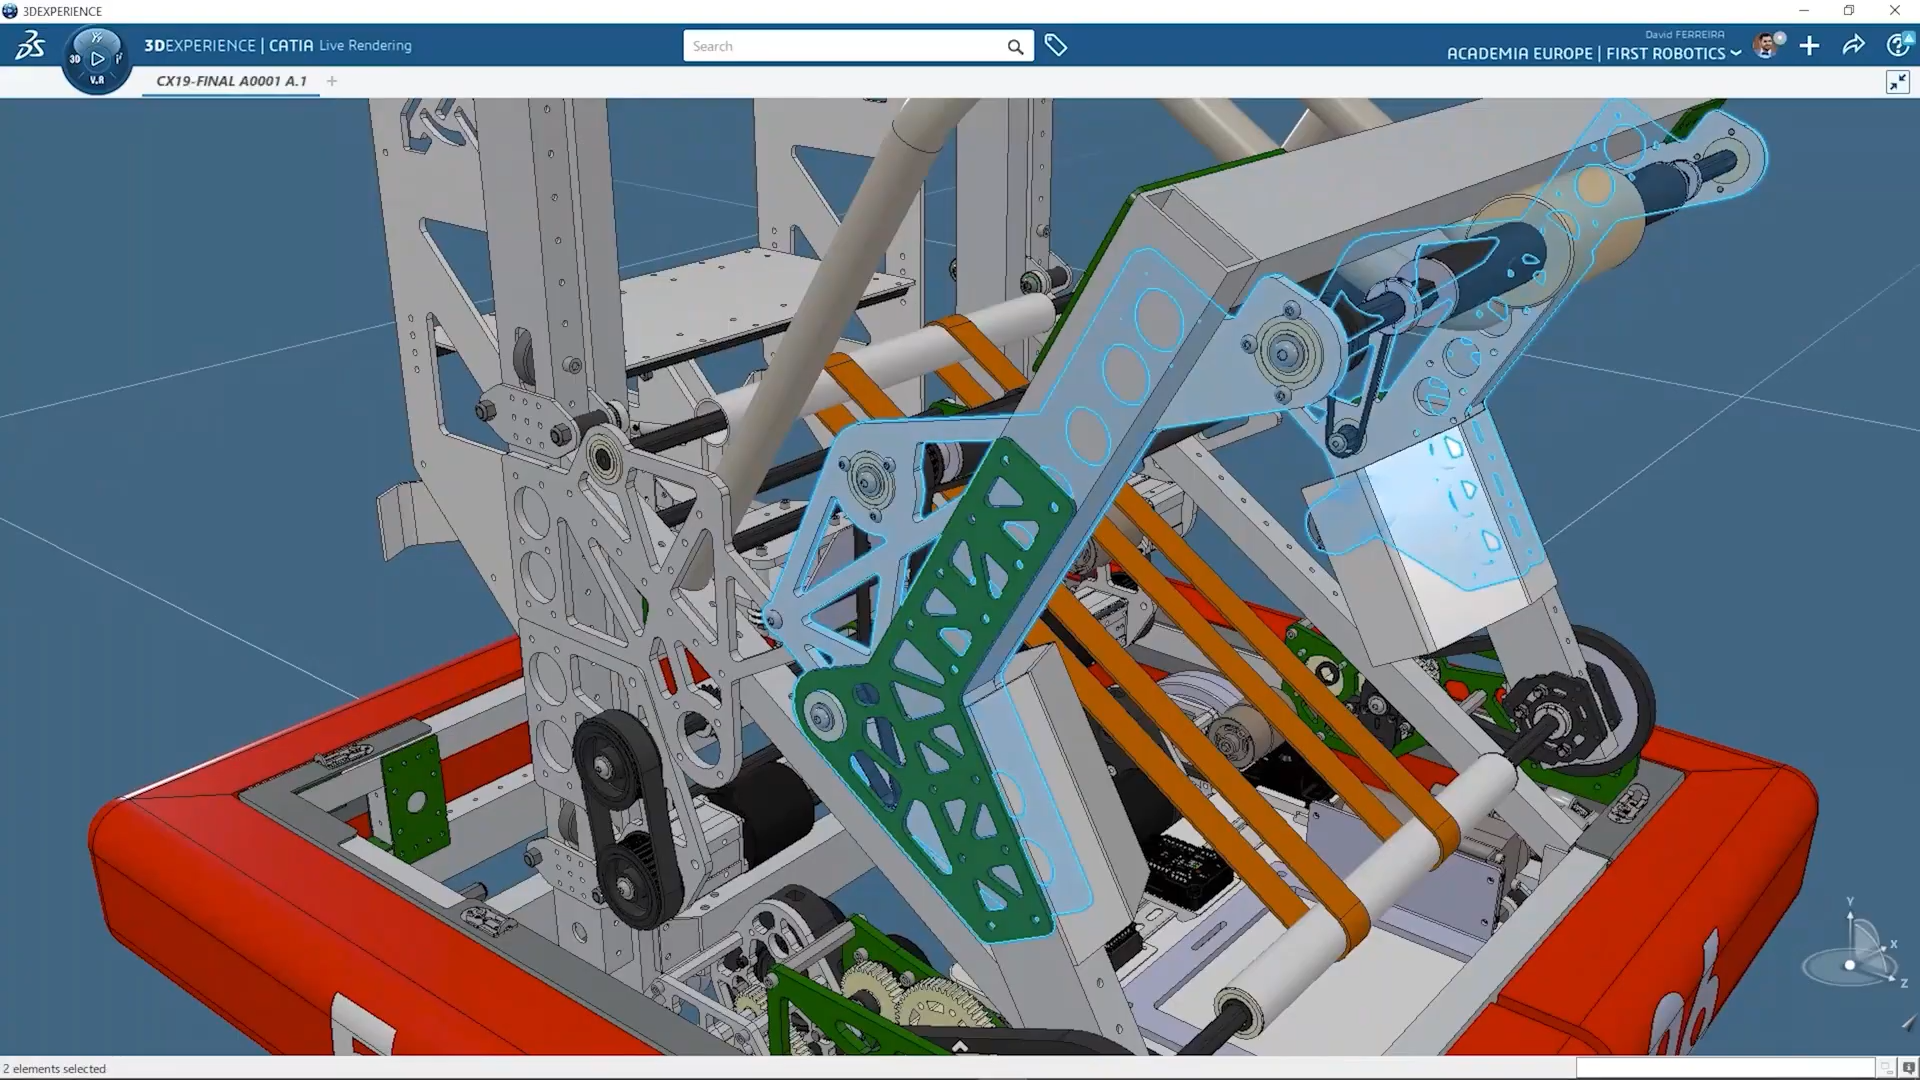 3DEXPERIENCE
3DEXPERIENCE | CATIA Live Rendering
Search
David FERREIRA
ACADEMIA EUROPE | FIRST ROBOTICS
3D
V.R
CX19-FINAL A0001 A.1
Y
X
Z
2 elements selected